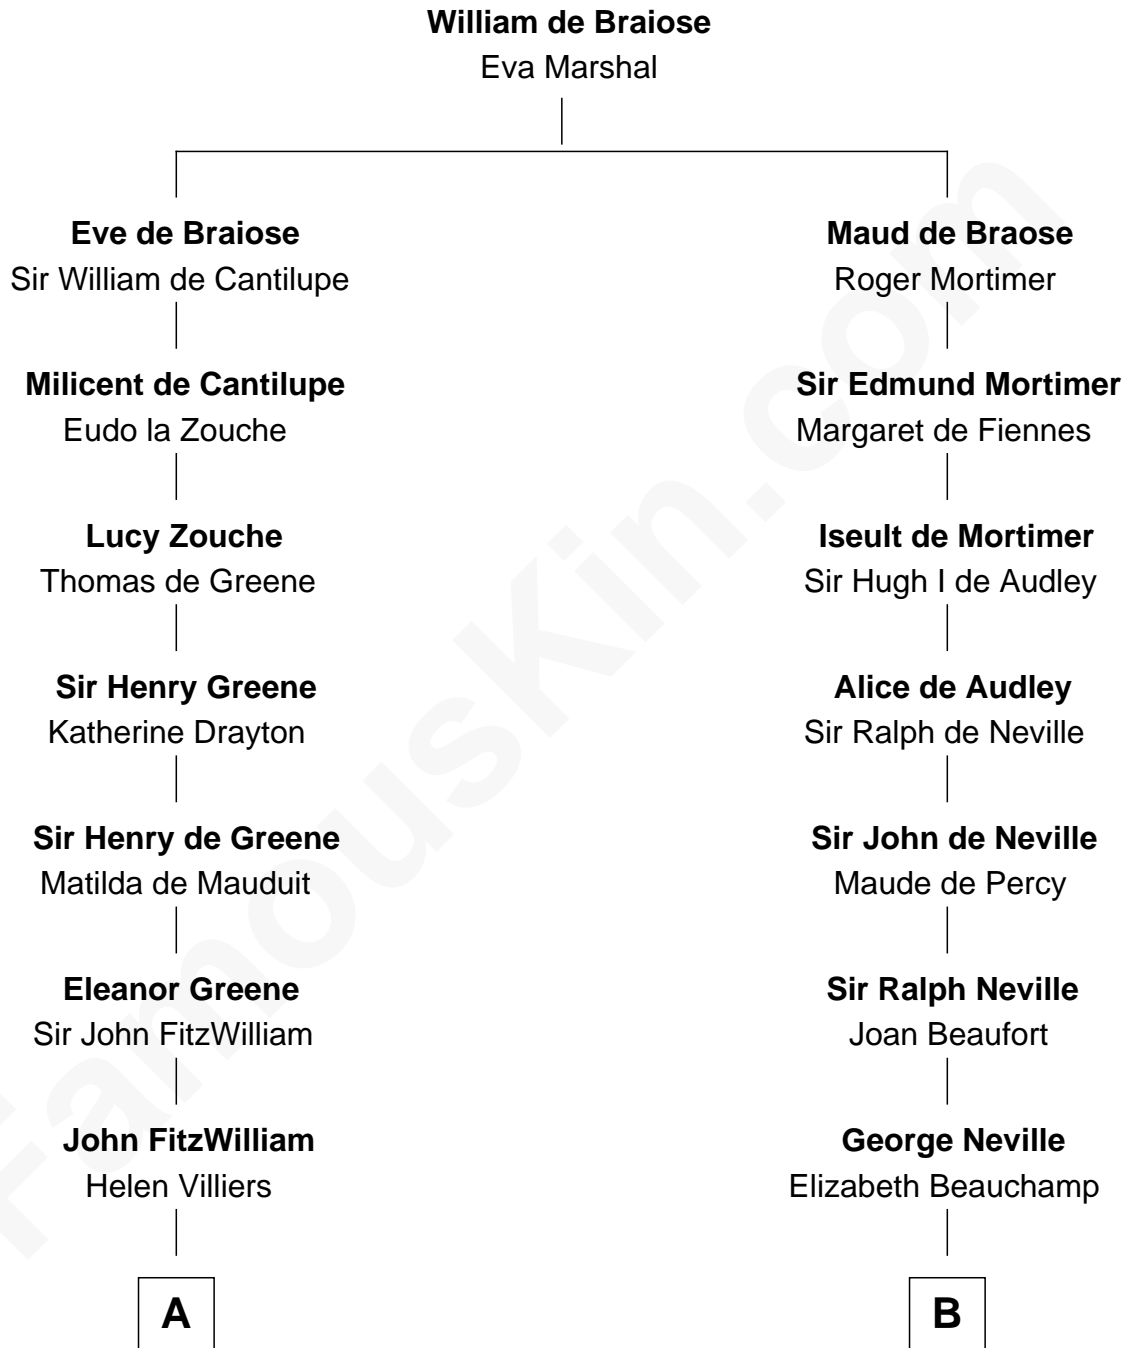 William de Braiose
Eva Marshal
Eve de Braiose
Sir William de Cantilupe
Milicent de Cantilupe
Eudo la Zouche
Lucy Zouche
Thomas de Greene
Sir Henry Greene
Katherine Drayton
Sir Henry de Greene
Matilda de Mauduit
Eleanor Greene
Sir John FitzWilliam
John FitzWilliam
Helen Villiers
A
Maud de Braose
Roger Mortimer
Sir Edmund Mortimer
Margaret de Fiennes
Iseult de Mortimer
Sir Hugh I de Audley
Alice de Audley
Sir Ralph de Neville
Sir John de Neville
Maude de Percy
Sir Ralph Neville
Joan Beaufort
George Neville
Elizabeth Beauchamp
B
FamousKin.com